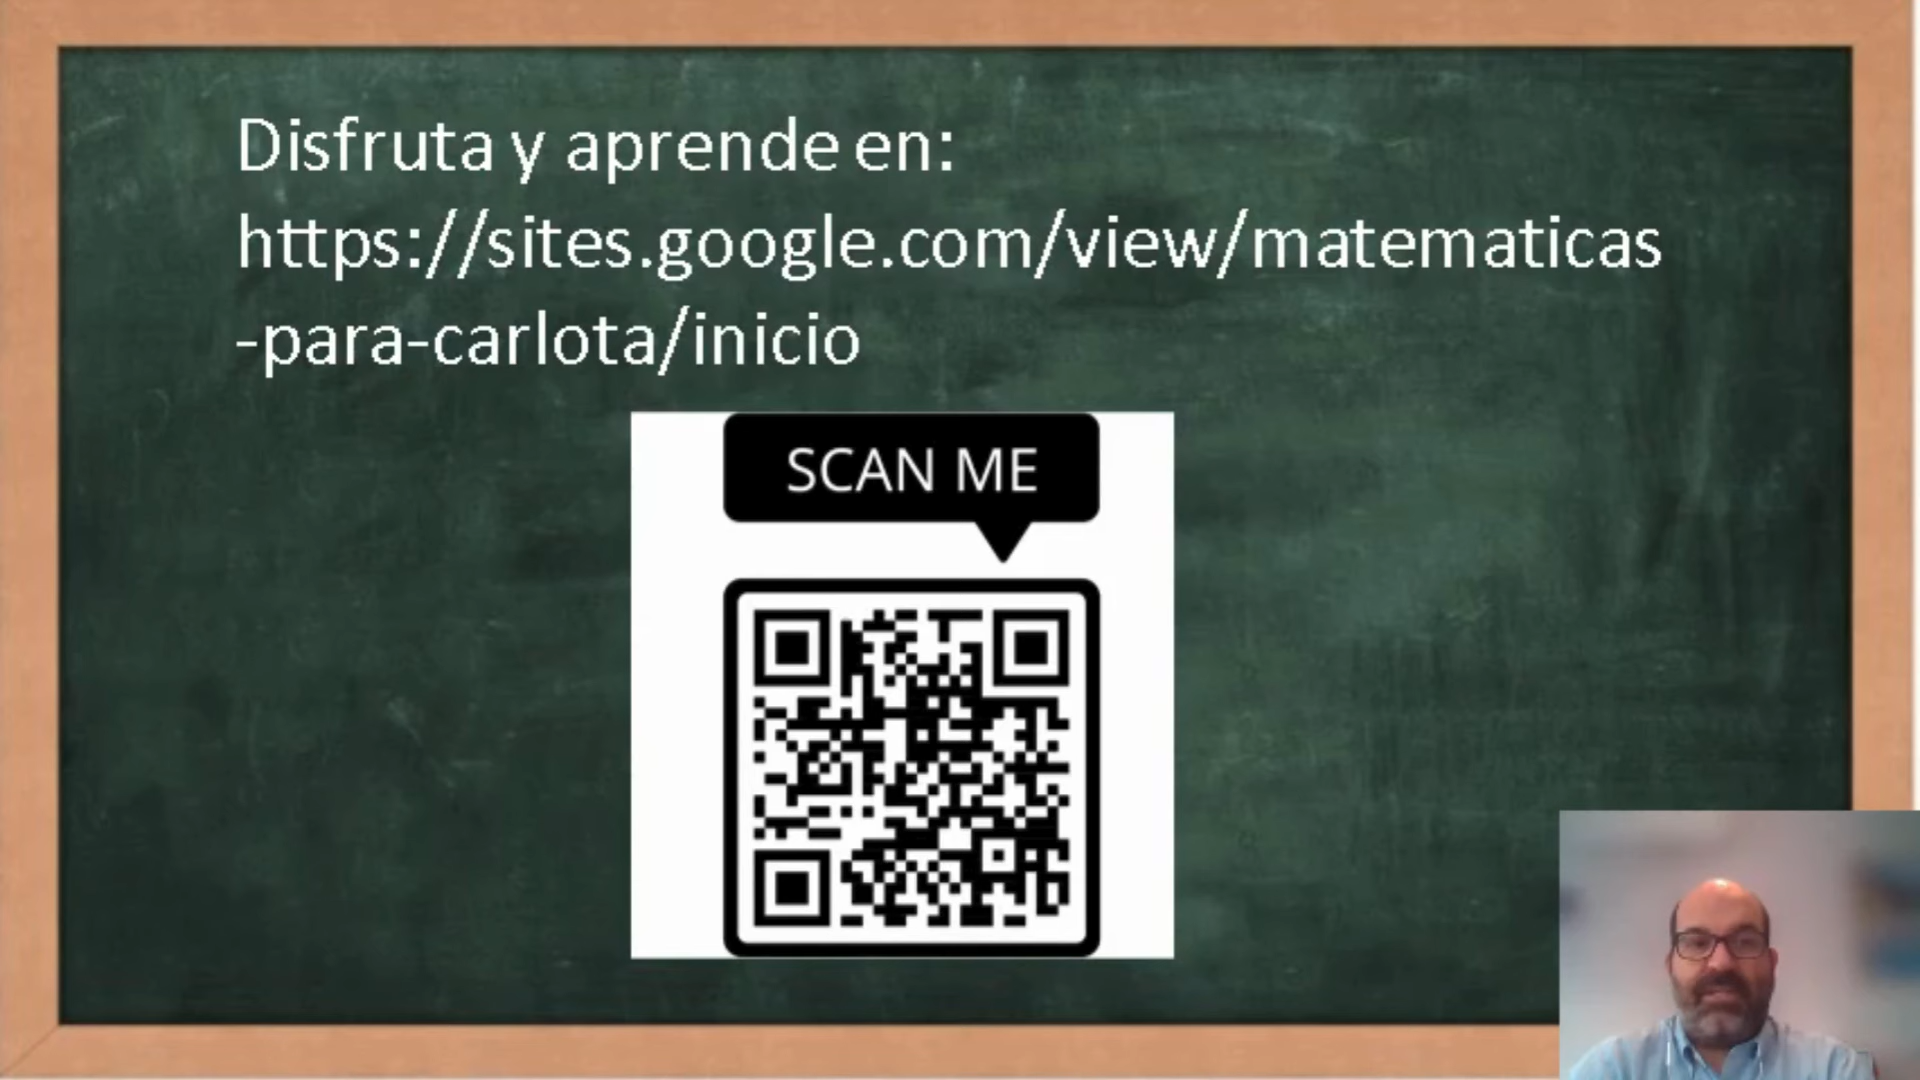 Disfruta y aprende en:
https://sites.google.com/view/matematicas
-para-carlota/inicio
SCAN ME